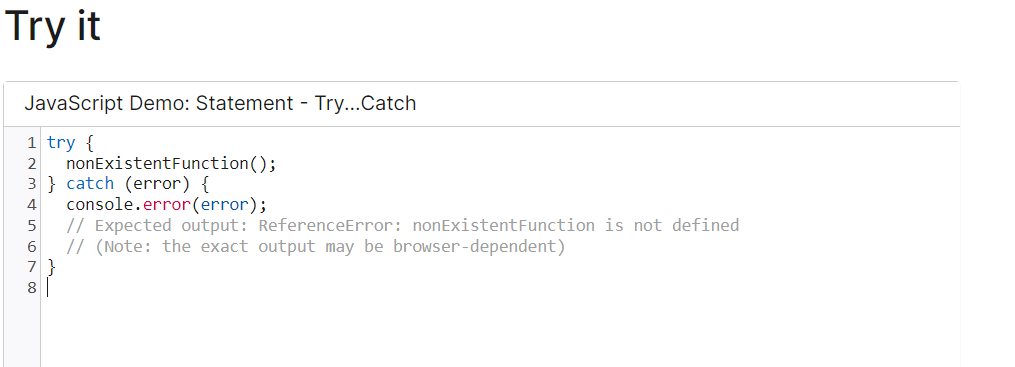 Try it
JavaScript Demo: Statement - Try...Catch
1 try {
2   nonExistentFunction();
3 } catch (error) {
4   console.error(error);
5   // Expected output: ReferenceError: nonExistentFunction is not defined
6   // (Note: the exact output may be browser-dependent)
7 }
8